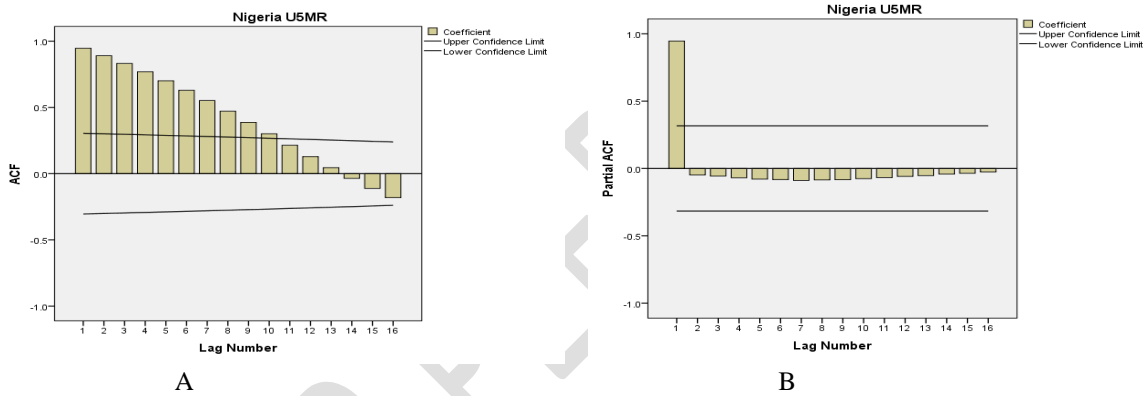 Nigeria U5MR
Coefficient
Upper Confidence Limit
Lower Confidence Limit
ACF
1.0
0.5
0.0
-0.5
-1.0
1 2 3 4 5 6 7 8 9 10 11 12 13 14 15 16
Lag Number
A
Nigeria U5MR
Coefficient
Upper Confidence Limit
Lower Confidence Limit
Partial ACF
1.0
0.5
0.0
-0.5
-1.0
1 2 3 4 5 6 7 8 9 10 11 12 13 14 15 16
Lag Number
B